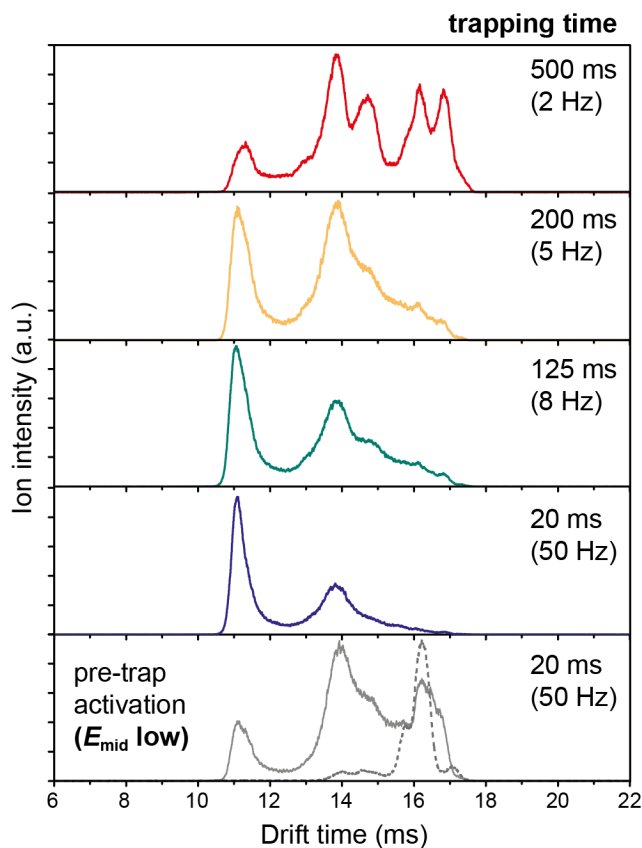 trapping time
500 ms
(2 Hz)
200 ms
(5 Hz)
125 ms
(8 Hz)
20 ms
(50 Hz)
pre-trap
activation
(Emid low)
20 ms
(50 Hz)
Ion intensity (a.u.)
6 8 10 12 14 16 18 20 22
Drift time (ms)